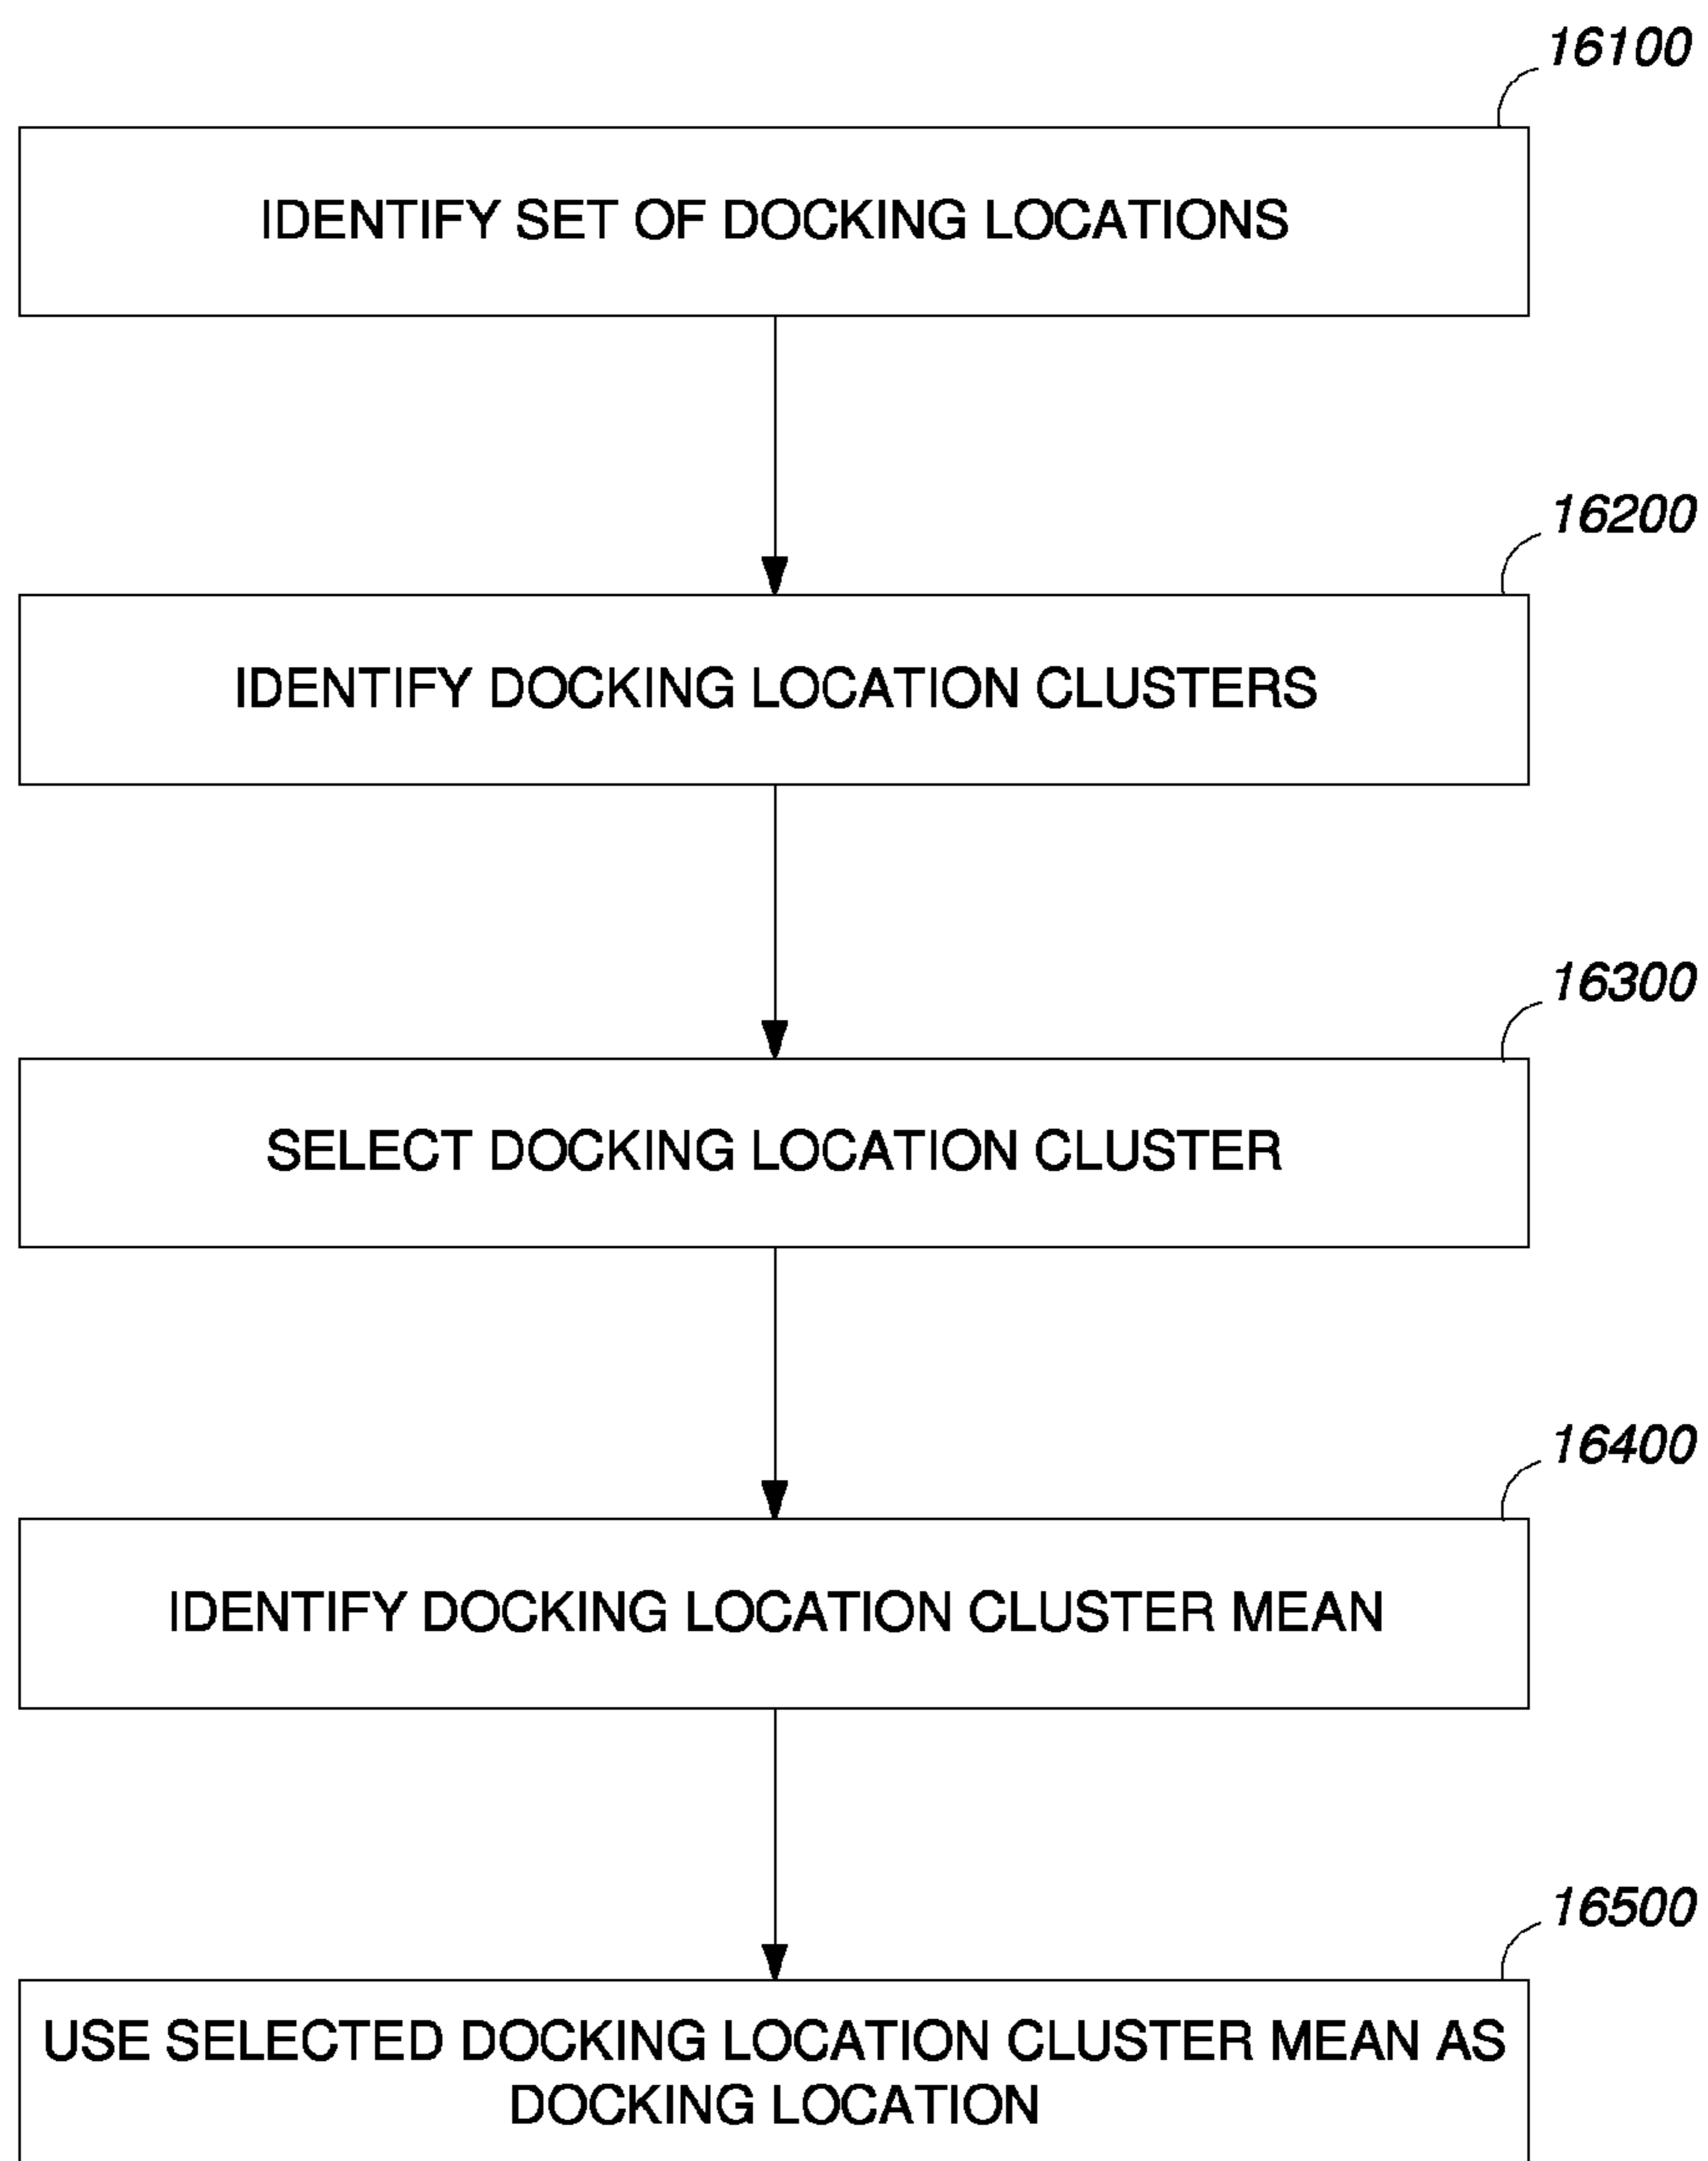 16100
IDENTIFY SET OF DOCKING LOCATIONS
16200
IDENTIFY DOCKING LOCATION CLUSTERS
16300
SELECT DOCKING LOCATION CLUSTER
16400
IDENTIFY DOCKING LOCATION CLUSTER MEAN
16500
USE SELECTED DOCKING LOCATION CLUSTER MEAN AS
DOCKING LOCATION